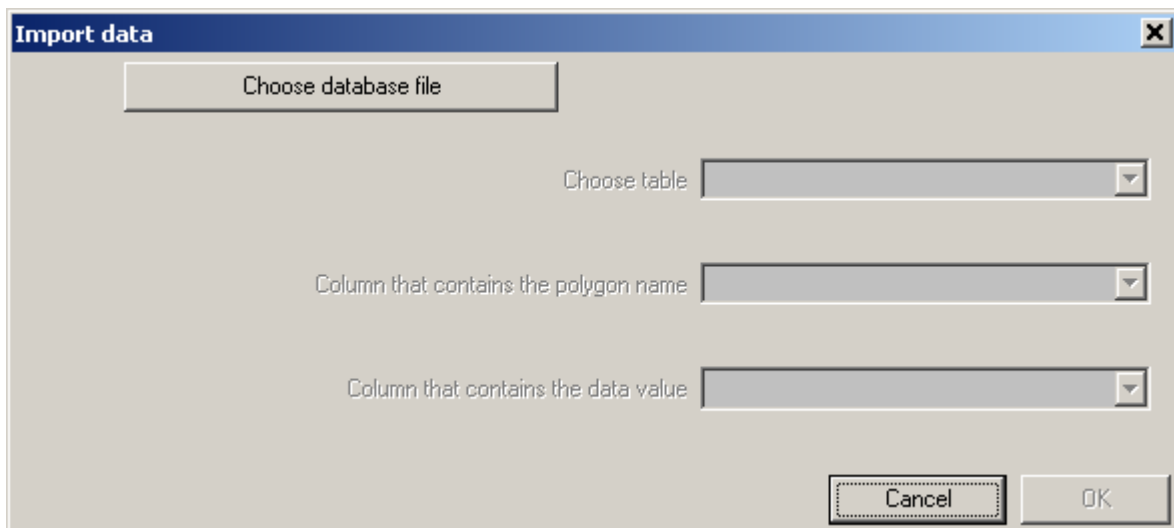 Import data
Choose database file
Choose table
Column that contains the polygon name
Column that contains the data value
Cancel
OK